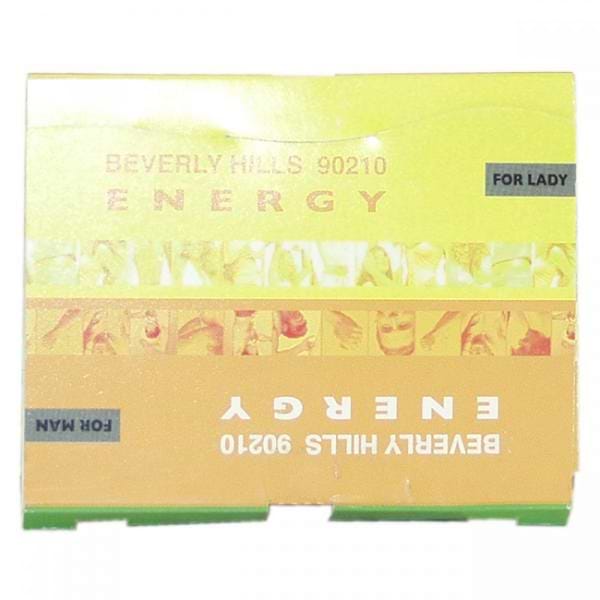 BEVERLY HILLS 90210
ENERGY
FOR LADY
FOR MAN
ENERGY
BEVERLY HILLS 90210